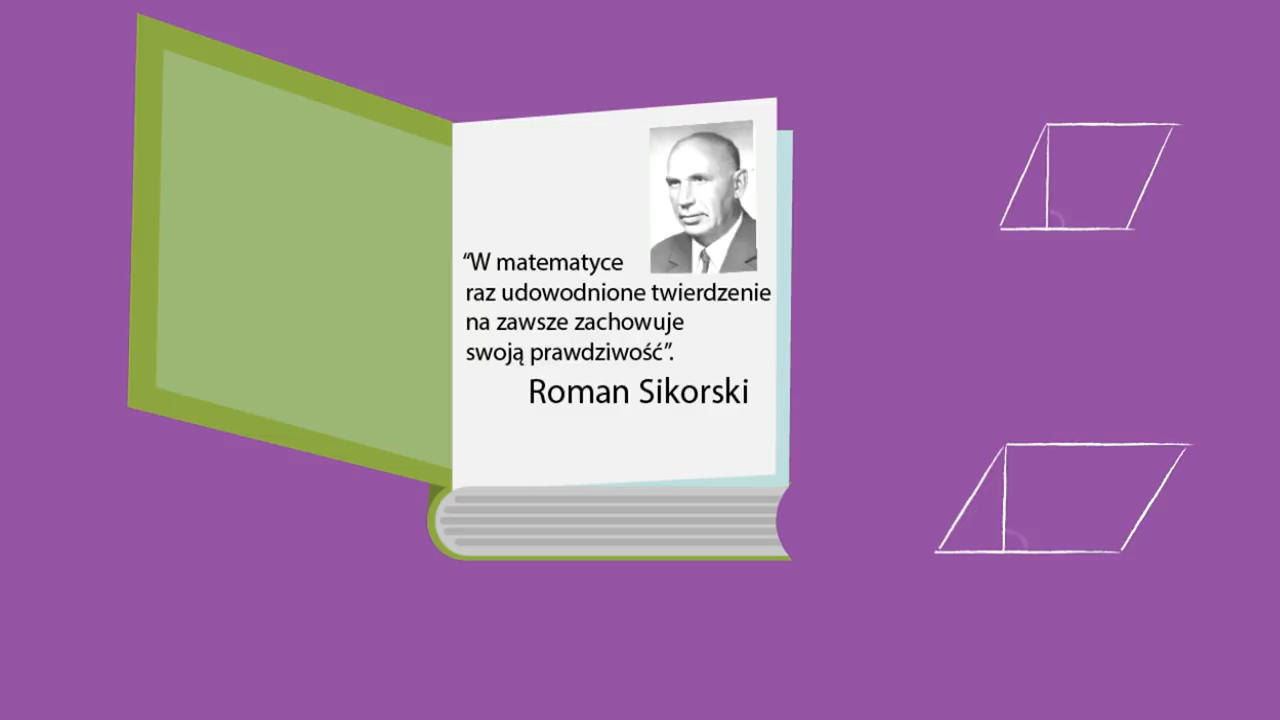 “W matematyce
raz udowodnione twierdzenie
na zawsze zachowuje
swoją prawdziwość”.
Roman Sikorski